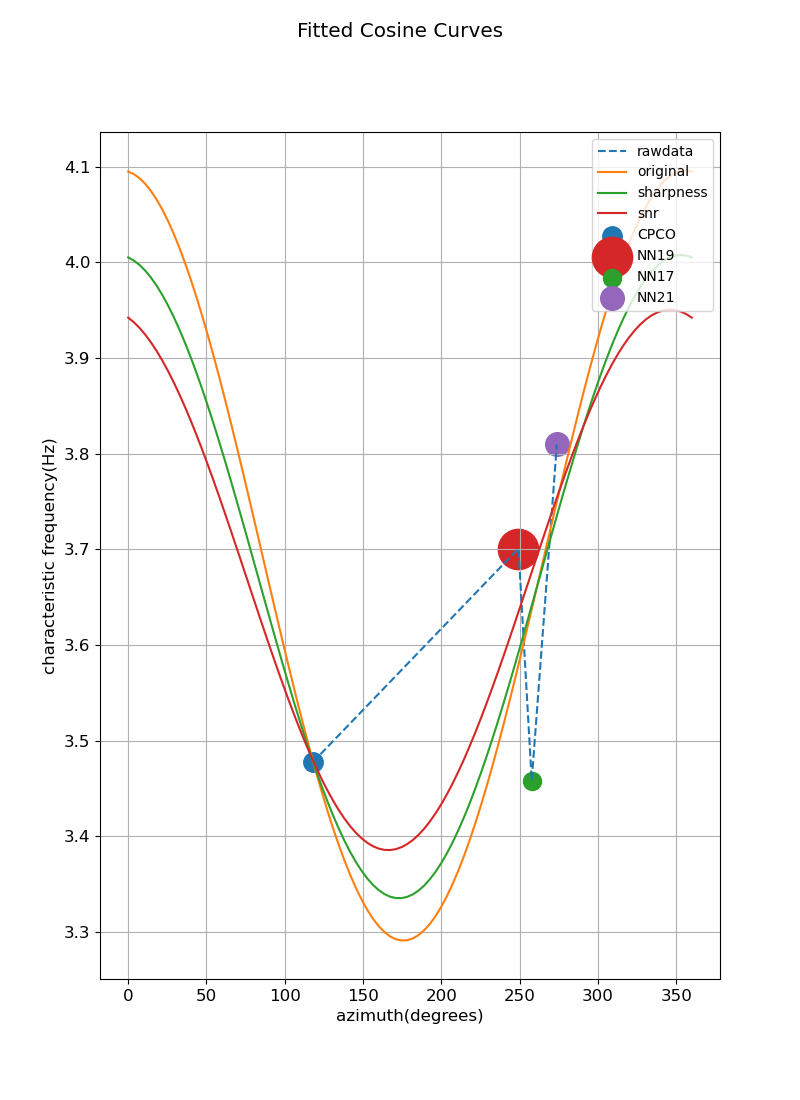 Fitted Cosine Curves
4.1
4.0
3.9
3.8
3.7
3.6
3.5
3.4
3.3
characteristic frequency(Hz)
rawdata
original
sharpness
snr
CPCO
NN19
NN17
NN21
0 50 100 150 200 250 300 350
azimuth(degrees)